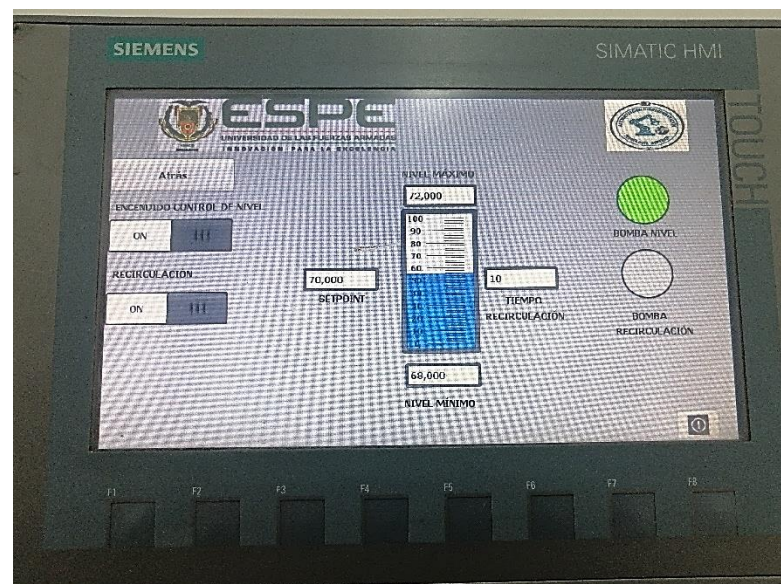 SIEMENS
SIMATIC HMI
TOUCH
ESPE
UNIVERSIDAD DE LAS FUERZAS ARMADAS
INNOVACIÓN PARA LA EXCELENCIA
Atrás
NIVEL MÁXIMO
72,000
ENCENDIDO CONTROL DE NIVEL
ON
100
90
80
70
60
BOMBA NIVEL
RECIRCULACIÓN
ON
70,000
SETPOINT
10
TIEMPO
RECIRCULACIÓN
BOMBA
RECIRCULACIÓN
68,000
NIVEL MÍNIMO
F1
F2
F3
F4
F5
F6
F7
F8